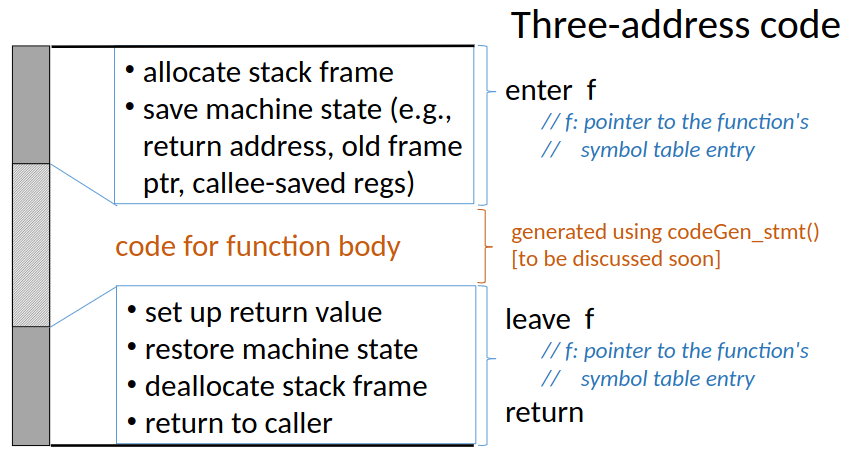 Three-address code
• allocate stack frame
• save machine state (e.g.,
return address, old frame
ptr, callee-saved regs)
enter f
// f: pointer to the function's
// symbol table entry
code for function body
generated using codeGen_stmt()
[to be discussed soon]
• set up return value
• restore machine state
• deallocate stack frame
• return to caller
leave f
// f: pointer to the function's
// symbol table entry
return